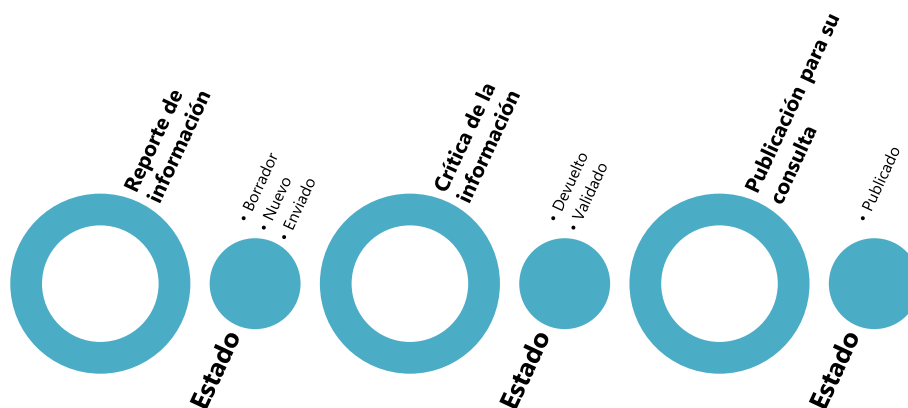 Reporte de
información
• Borrador
• Nuevo
• Enviado
Estado
Crítica de la
información
• Devuelto
• Validado
Estado
Publicación para su
consulta
• Publicado
Estado